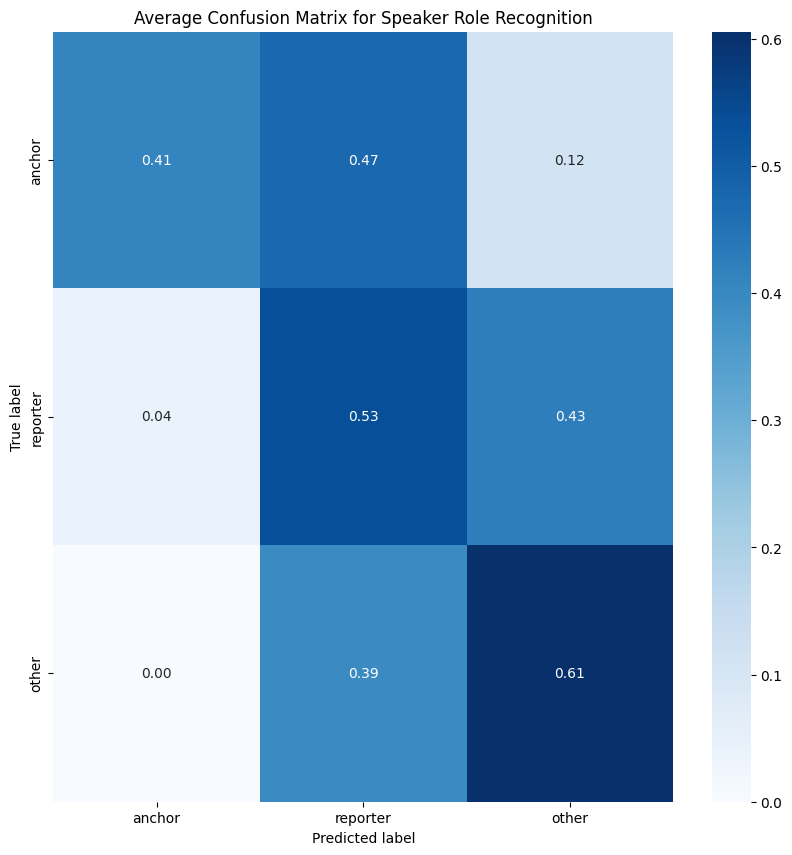 Average Confusion Matrix for Speaker Role Recognition
True label
anchor
reporter
other
0.41 0.47 0.12
0.04 0.53 0.43
0.00 0.39 0.61
anchor reporter other
Predicted label
0.6
0.5
0.4
0.3
0.2
0.1
0.0